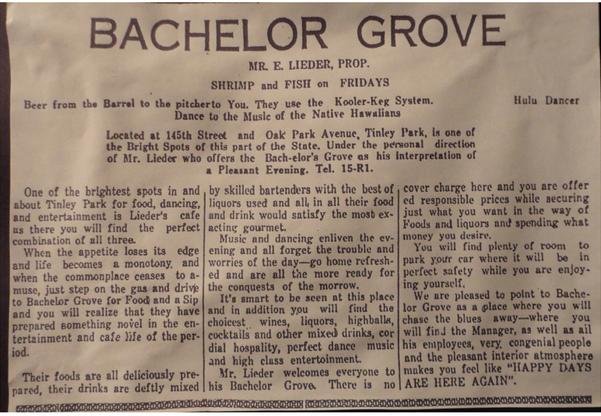 BACHELOR GROVE
MR. E. LIEDER, PROP.
SHRIMP and FISH on FRIDAYS
Beer from the Barrel to the pitcherto You. They use the Kooler-Keg System. Hulu Dancer
Dance to the Music of the Native Hawaiians
Located at 145th Street and Oak Park Avenue, Tinley Park, is one of
the Bright Spots of this part of the State. Under the personal direction
of Mr. Lieder who offers the Bach-elor's Grove as his interpretation of
a Pleasant Evening. Tel. 15-R1.
One of the brightest spots in and
about Tinley Park for food, dancing,
and entertainment is Lieder's cafe
as there you will find the perfect
combination of all three.
When the appetite loses its edge
and life becomes a monotony, and
when the commonplace ceases to a-
muse, just step on the gas and drive
to Bachelor Grove for Food and a Sip
and you will realize that they have
prepared something novel in the en-
tertainment and cafe life of the per-
iod.
Their foods are all deliciously pre-
pared, their drinks are deftly mixed
by skilled bartenders with the best of
liquors used and all, in all their food
and drink would satisfy the most ex-
acting gourmet.
Music and dancing enliven the ev-
ening and all forget the trouble and
worries of the day—go home refresh-
ed and are all the more ready for
the conquests of the morrow.
It's smart to be seen at this place
and in addition you will find the
choicest wines, liquors, highballs,
cocktails and other mixed drinks, cor
dial hospality, perfect dance music
and high class entertainment.
Mr. Lieder welcomes everyone to
his Bachelor Grove. There is no
cover charge here and you are offer
ed responsible prices while securing
just what you want in the way of
Foods and liquors and spending what
money you desire.
You will find plenty of room to
park your car where it will be in
perfect safety while you are enjoy-
ing yourself.
We are pleased to point to Bache-
lor Grove as a place where you will
chase the blues away—where you
will find the Manager, as well as all
his employees, very, congenial people
and the pleasant interior atmosphere
makes you feel like "HAPPY DAYS
ARE HERE AGAIN".